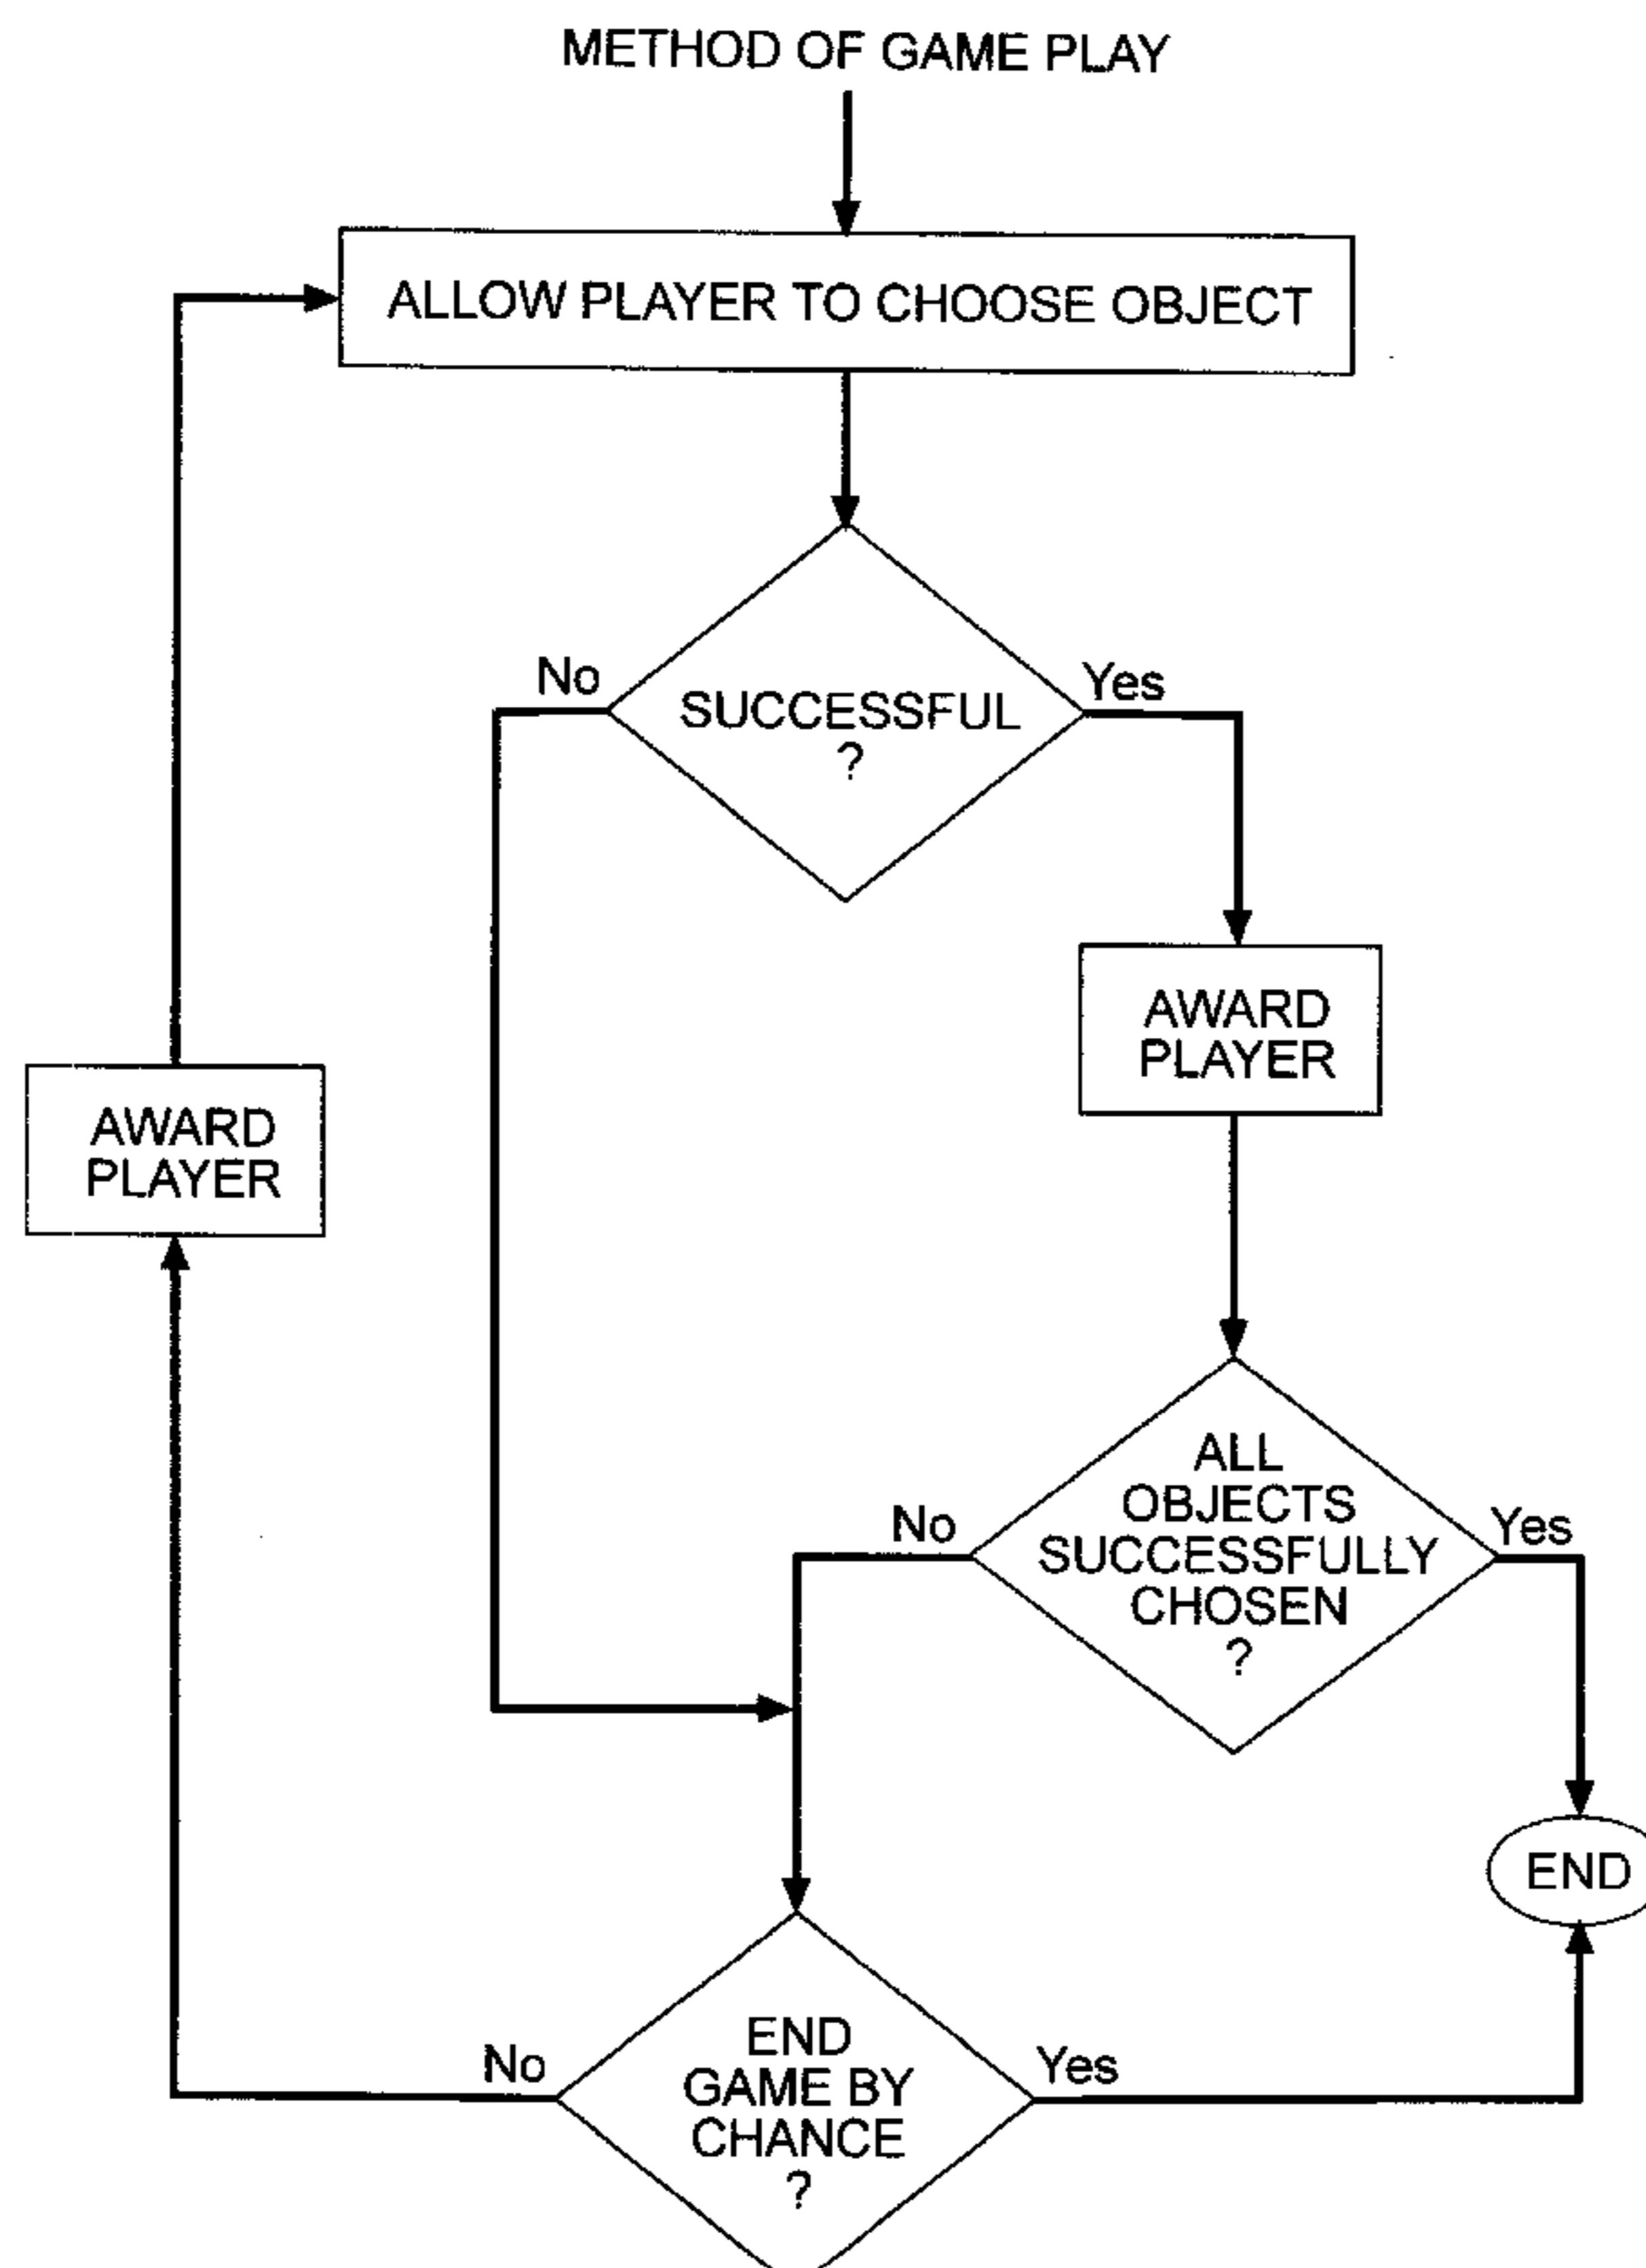 METHOD OF GAME PLAY
ALLOW PLAYER TO CHOOSE OBJECT
No
Yes
SUCCESSFUL
?
AWARD
PLAYER
AWARD
PLAYER
ALL
OBJECTS
SUCCESSFULLY
CHOSEN
?
No
Yes
END
END
GAME BY
CHANCE
?
No
Yes